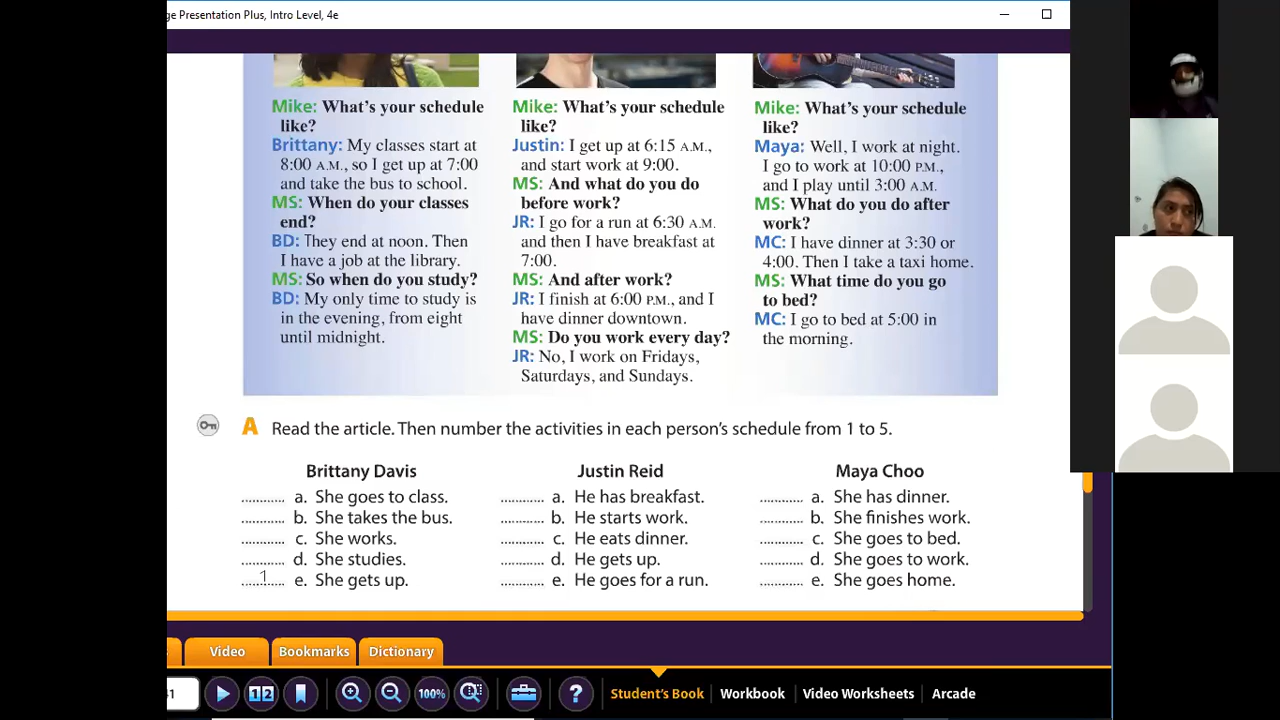 ge Presentation Plus, Intro Level, 4e
Mike: What's your schedule
like?
Brittany: My classes start at
8:00 A.M., so I get up at 7:00
and take the bus to school.
MS: When do your classes
end?
BD: They end at noon. Then
I have a job at the library.
MS: So when do you study?
BD: My only time to study is
in the evening, from eight
until midnight.
Mike: What's your schedule
like?
Justin: I get up at 6:15 A.M.,
and start work at 9:00.
MS: And what do you do
before work?
JR: I go for a run at 6:30 A.M.
and then I have breakfast at
7:00.
MS: And after work?
JR: I finish at 6:00 P.M., and I
have dinner downtown.
MS: Do you work every day?
JR: No, I work on Fridays,
Saturdays, and Sundays.
Mike: What's your schedule
like?
Maya: Well, I work at night.
I go to work at 10:00 P.M.,
and I play until 3:00 A.M.
MS: What do you do after
work?
MC: I have dinner at 3:30 or
4:00. Then I take a taxi home.
MS: What time do you go
to bed?
MC: I go to bed at 5:00 in
the morning.
A Read the article. Then number the activities in each person's schedule from 1 to 5.
Brittany Davis
........... a. She goes to class.
........... b. She takes the bus.
........... c. She works.
........... d. She studies.
.....1..... e. She gets up.
Justin Reid
........... a. He has breakfast.
........... b. He starts work.
........... c. He eats dinner.
........... d. He gets up.
........... e. He goes for a run.
Maya Choo
........... a. She has dinner.
........... b. She finishes work.
........... c. She goes to bed.
........... d. She goes to work.
........... e. She goes home.
Video Bookmarks Dictionary
1 1|2 100% ? Student's Book Workbook Video Worksheets Arcade